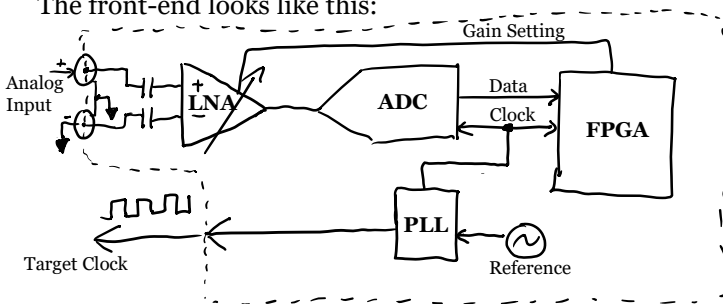 The front-end looks like this:
Gain Setting
+
Analog
Input
-
+
LNA
-
ADC
Data
Clock
FPGA
PLL
Target Clock
Reference